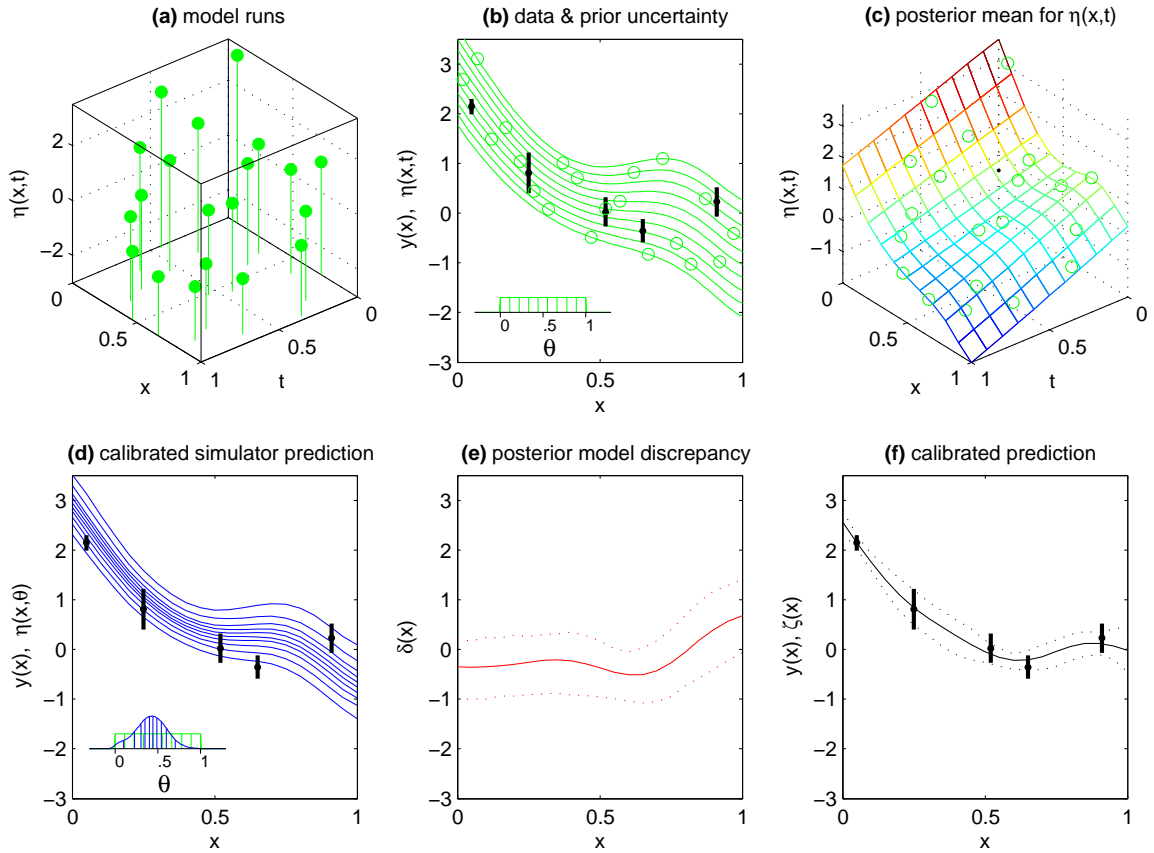 (a) model runs
η(x,t)
2
0
−2
0
0.5
1
x
1
0.5
0
t
(b) data & prior uncertainty
y(x), η(x,t)
3
2
1
0
−1
−2
−3
0 .5 1
θ
0 0.5 1
x
(c) posterior mean for η(x,t)
η(x,t)
3
2
1
0
−1
0
0.5
1
x
1
0.5
0
t
(d) calibrated simulator prediction
y(x), η(x,θ)
3
2
1
0
−1
−2
−3
0 .5 1
θ
0 0.5 1
x
(e) posterior model discrepancy
δ(x)
3
2
1
0
−1
−2
−3
0 0.5 1
x
(f) calibrated prediction
y(x), ζ(x)
3
2
1
0
−1
−2
−3
0 0.5 1
x